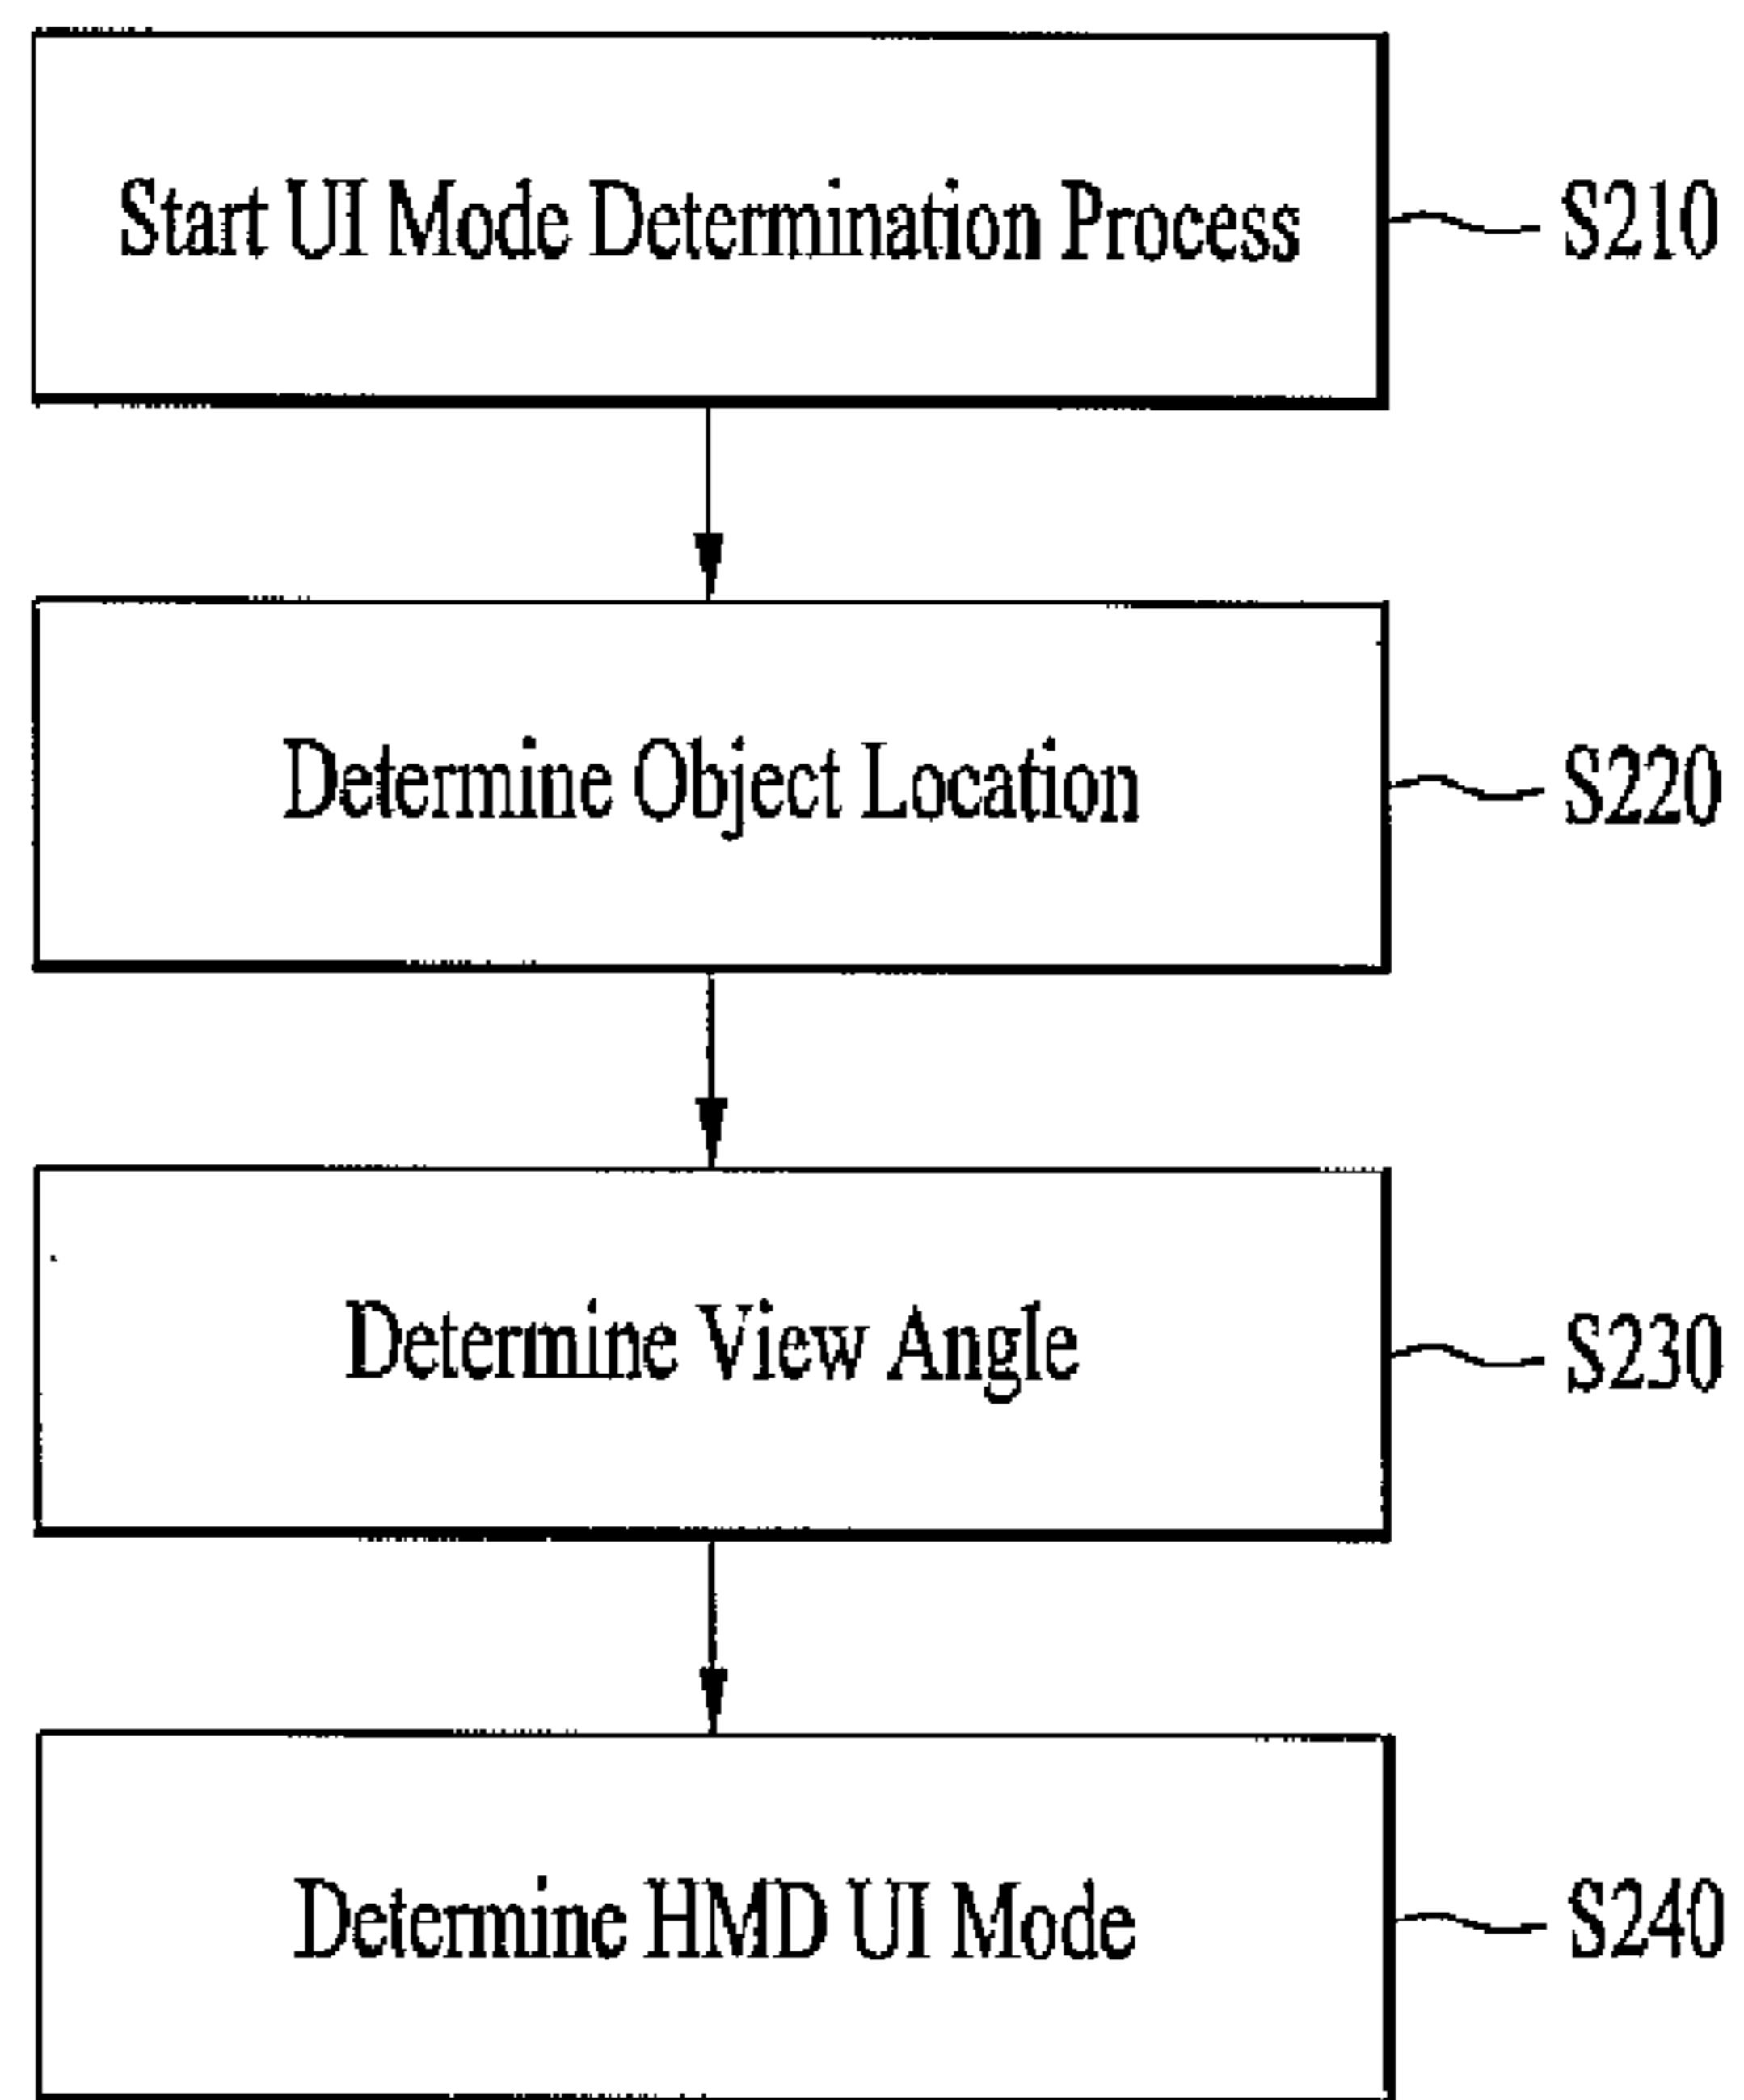 Start UI Mode Determination Process S210
Determine Object Location S220
Determine View Angle S230
Determine HMD UI Mode S240